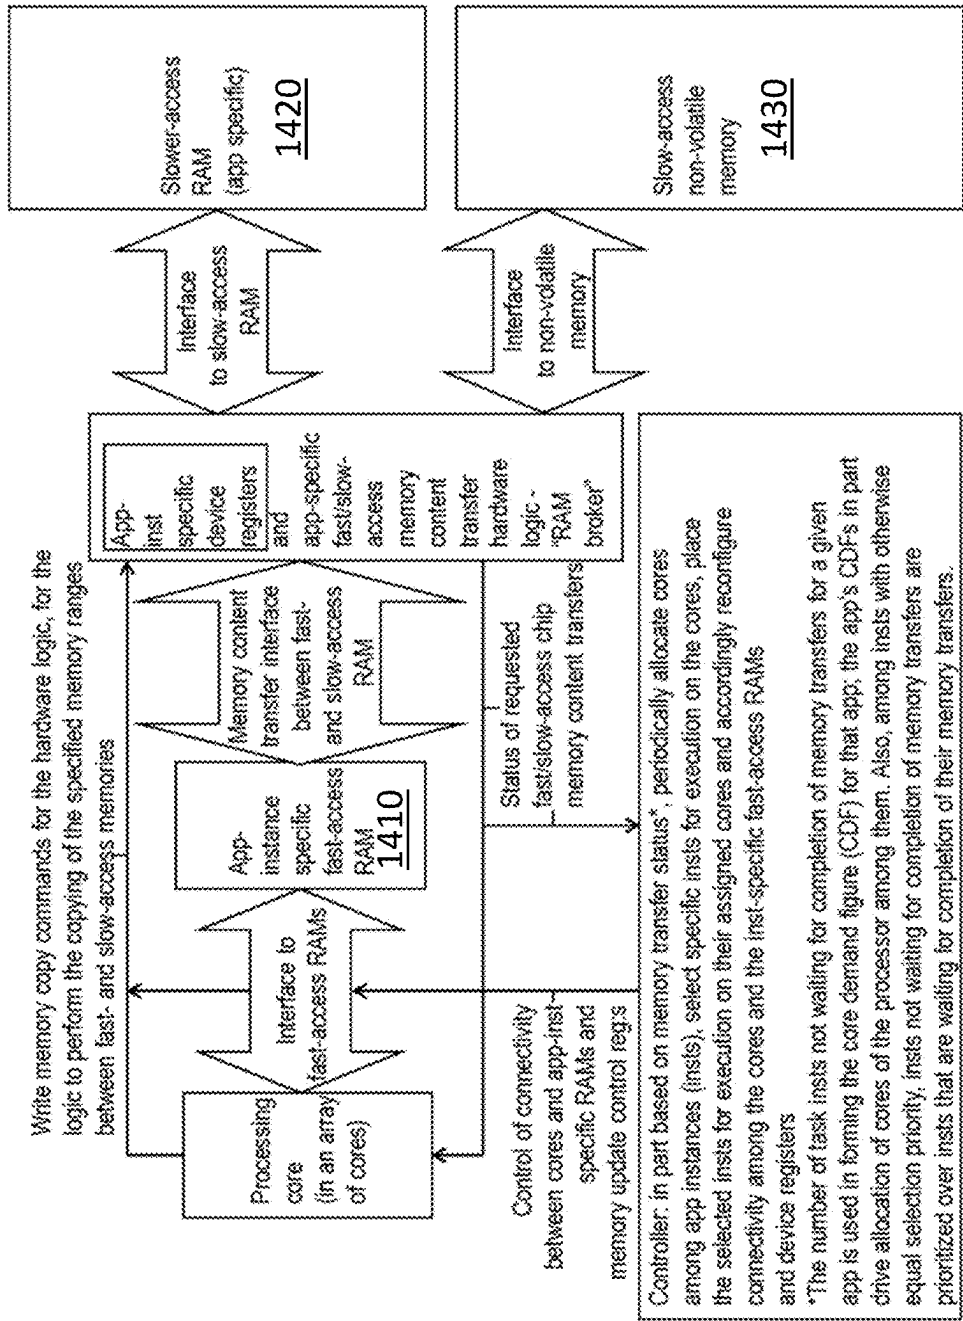 Write memory copy commands for the hardware logic, for the
logic to perform the copying of the specified memory ranges
between fast- and slow-access memories
Processing
core
(in an array
of cores)
Interface to
fast-access RAMs
App-
instance
specific
fast-access
RAM
1410
Memory content
transfer interface
between fast-
and slow-access
RAM
App-
inst
specific
device
registers
and
app-specific
fast/slow-
access
memory
content
transfer
hardware
logic -
"RAM
broker"
Interface
to slow-access
RAM
Slower-access
RAM
(app specific)
1420
Interface
to non-volatile
memory
Slow-access
non-volatile
memory
1430
Control of connectivity
between cores and app-inst
specific RAMs and
memory update control reg:s
Status of requested
fast/slow-access chip
memory content transfers
Controller: in part based on memory transfer status*, periodically allocate cores
among app instances (insts), select specific insts for execution on the cores, place
the selected insts for execution on their assigned cores and accordingly reconfigure
connectivity among the cores and the inst-specific fast-access RAMs
and device registers
*The number of task insts not waiting for completion of memory transfers for a given
app is used in forming the core demand figure (CDF) for that app; the app's CDFs in part
drive allocation of cores of the processor among them. Also, among insts with otherwise
equal selection priority, insts not waiting for completion of memory transfers are
prioritized over insts that are waiting for completion of their memory transfers.